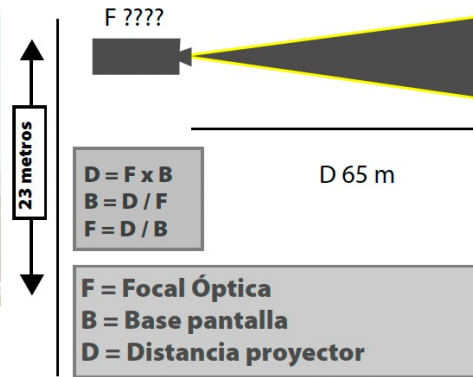 F ????
23 metros
D = F x B
B = D / F
F = D / B
D 65 m
F = Focal Óptica
B = Base pantalla
D = Distancia proyector